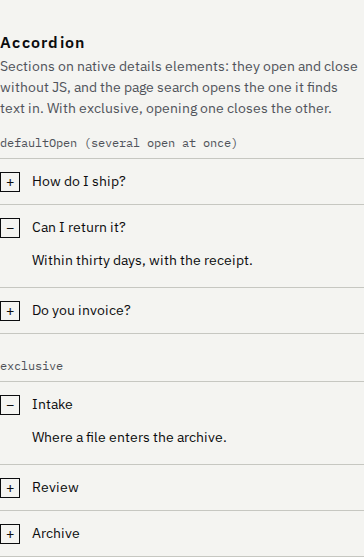 Accordion
Sections on native details elements: they open and close
without JS, and the page search opens the one it finds
text in. With exclusive, opening one closes the other.
defaultOpen (several open at once)
+ How do I ship?
− Can I return it?
Within thirty days, with the receipt.
+ Do you invoice?
exclusive
− Intake
Where a file enters the archive.
+ Review
+ Archive